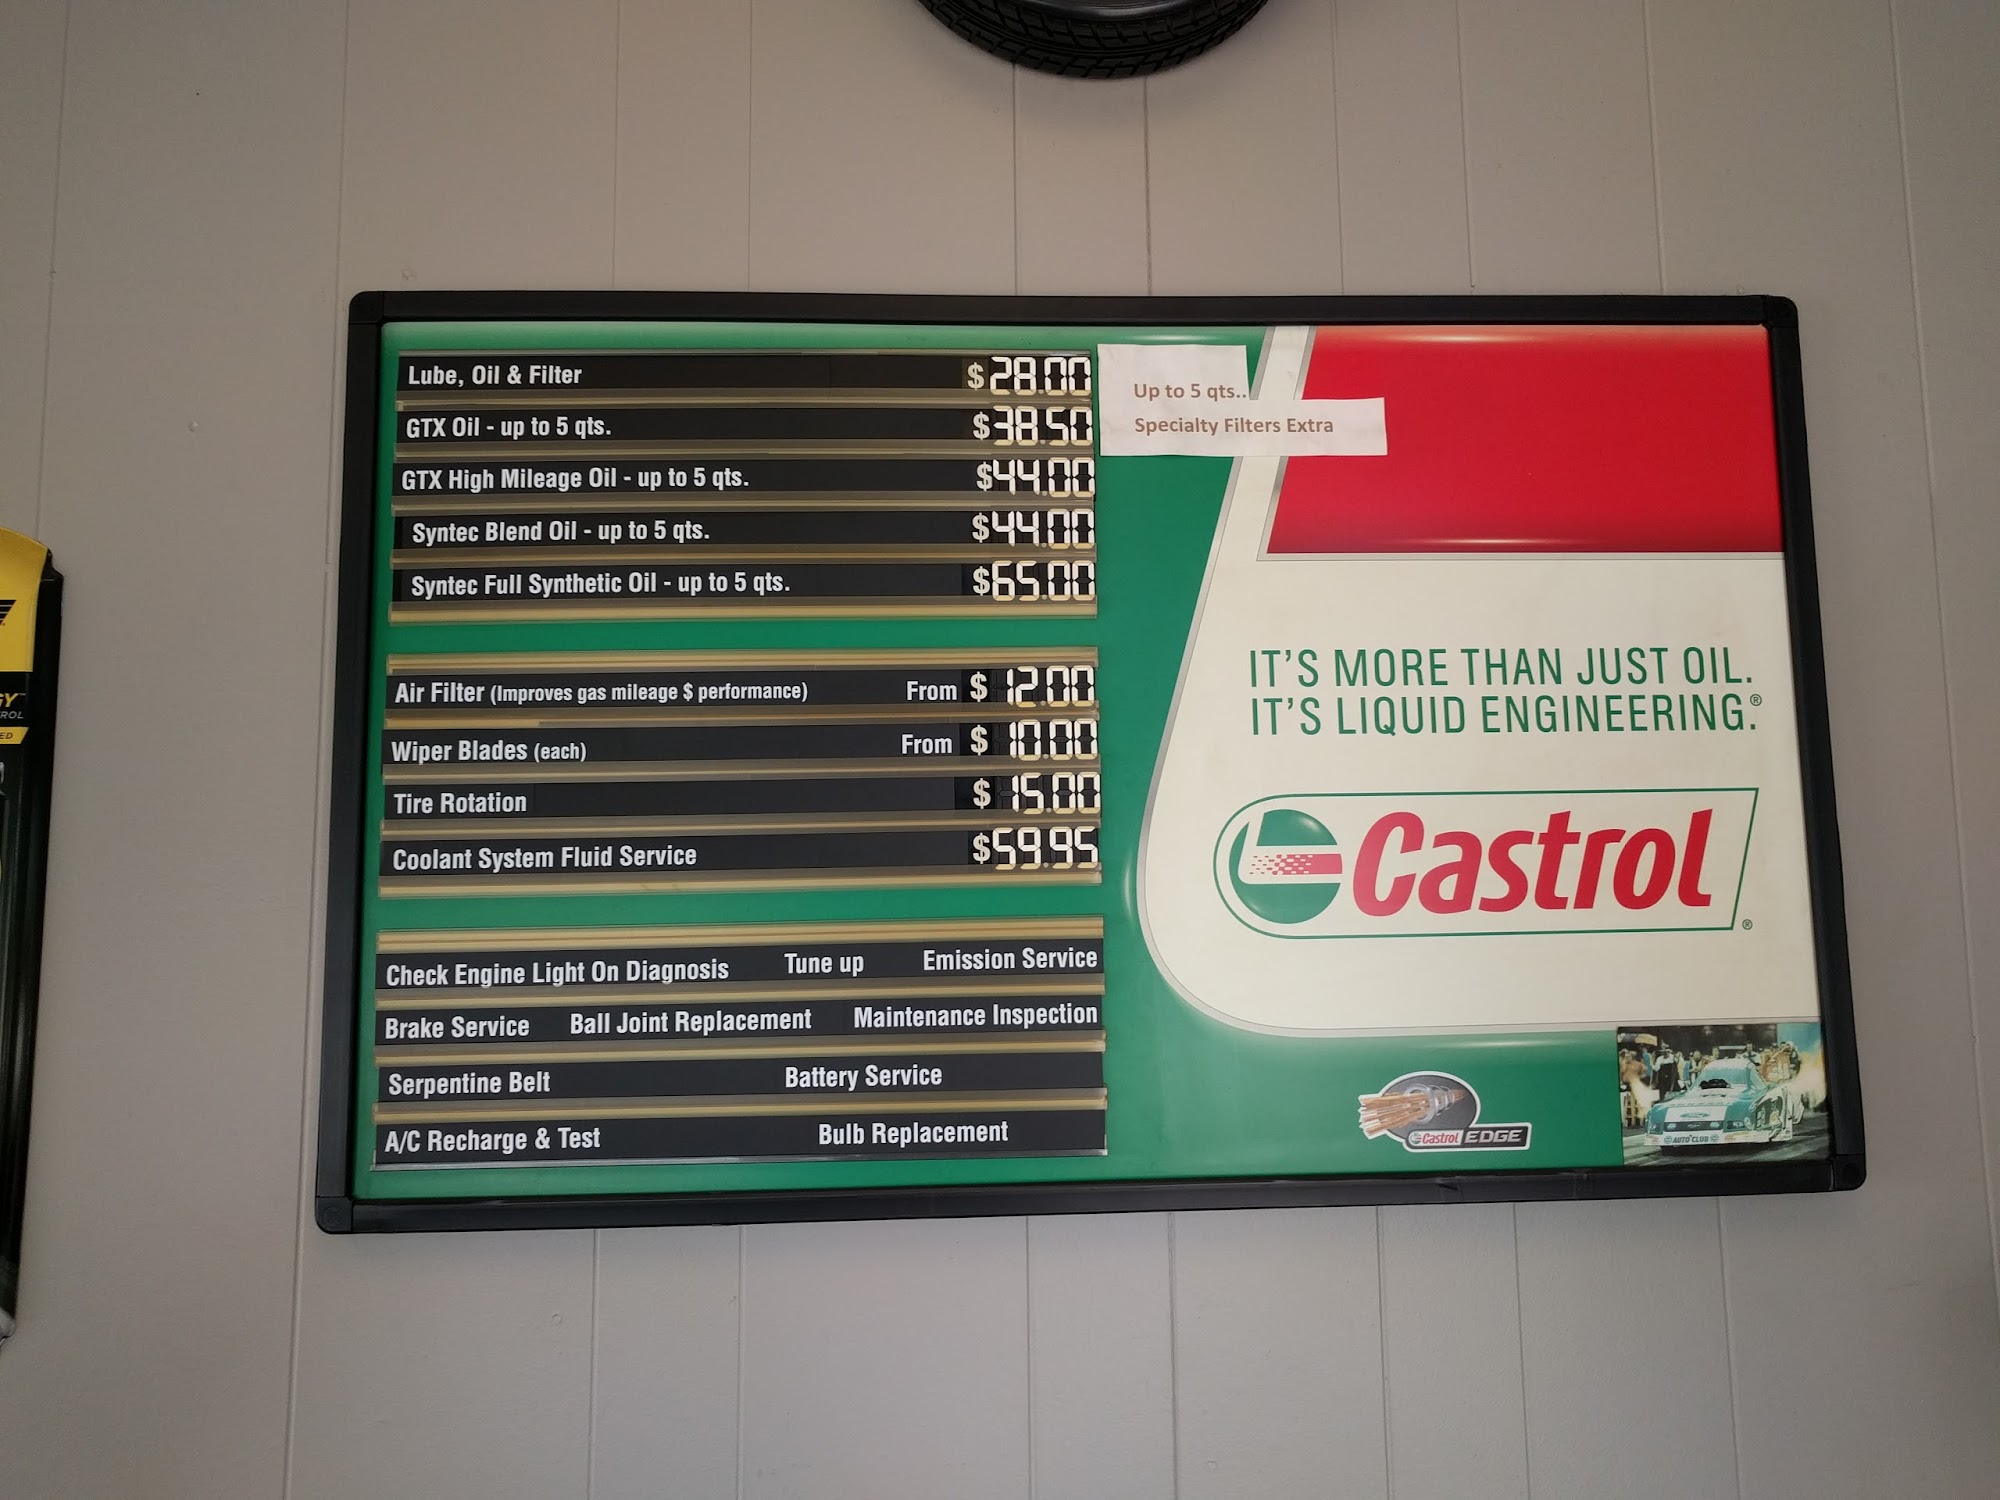 Lube, Oil & Filter $28.00
Up to 5 qts..
GTX Oil - up to 5 qts. $38.50
Specialty Filters Extra
GTX High Mileage Oil - up to 5 qts. $44.00
Syntec Blend Oil - up to 5 qts. $44.00
Syntec Full Synthetic Oil - up to 5 qts. $65.00
Air Filter (Improves gas mileage $ performance) From $ 12.00
Wiper Blades (each) From $ 10.00
Tire Rotation $ 15.00
Coolant System Fluid Service $59.95
Check Engine Light On Diagnosis Tune up Emission Service
Brake Service Ball Joint Replacement Maintenance Inspection
Serpentine Belt Battery Service
A/C Recharge & Test Bulb Replacement
IT'S MORE THAN JUST OIL.
IT'S LIQUID ENGINEERING.®
Castrol®
Castrol EDGE
AUTO CLUB